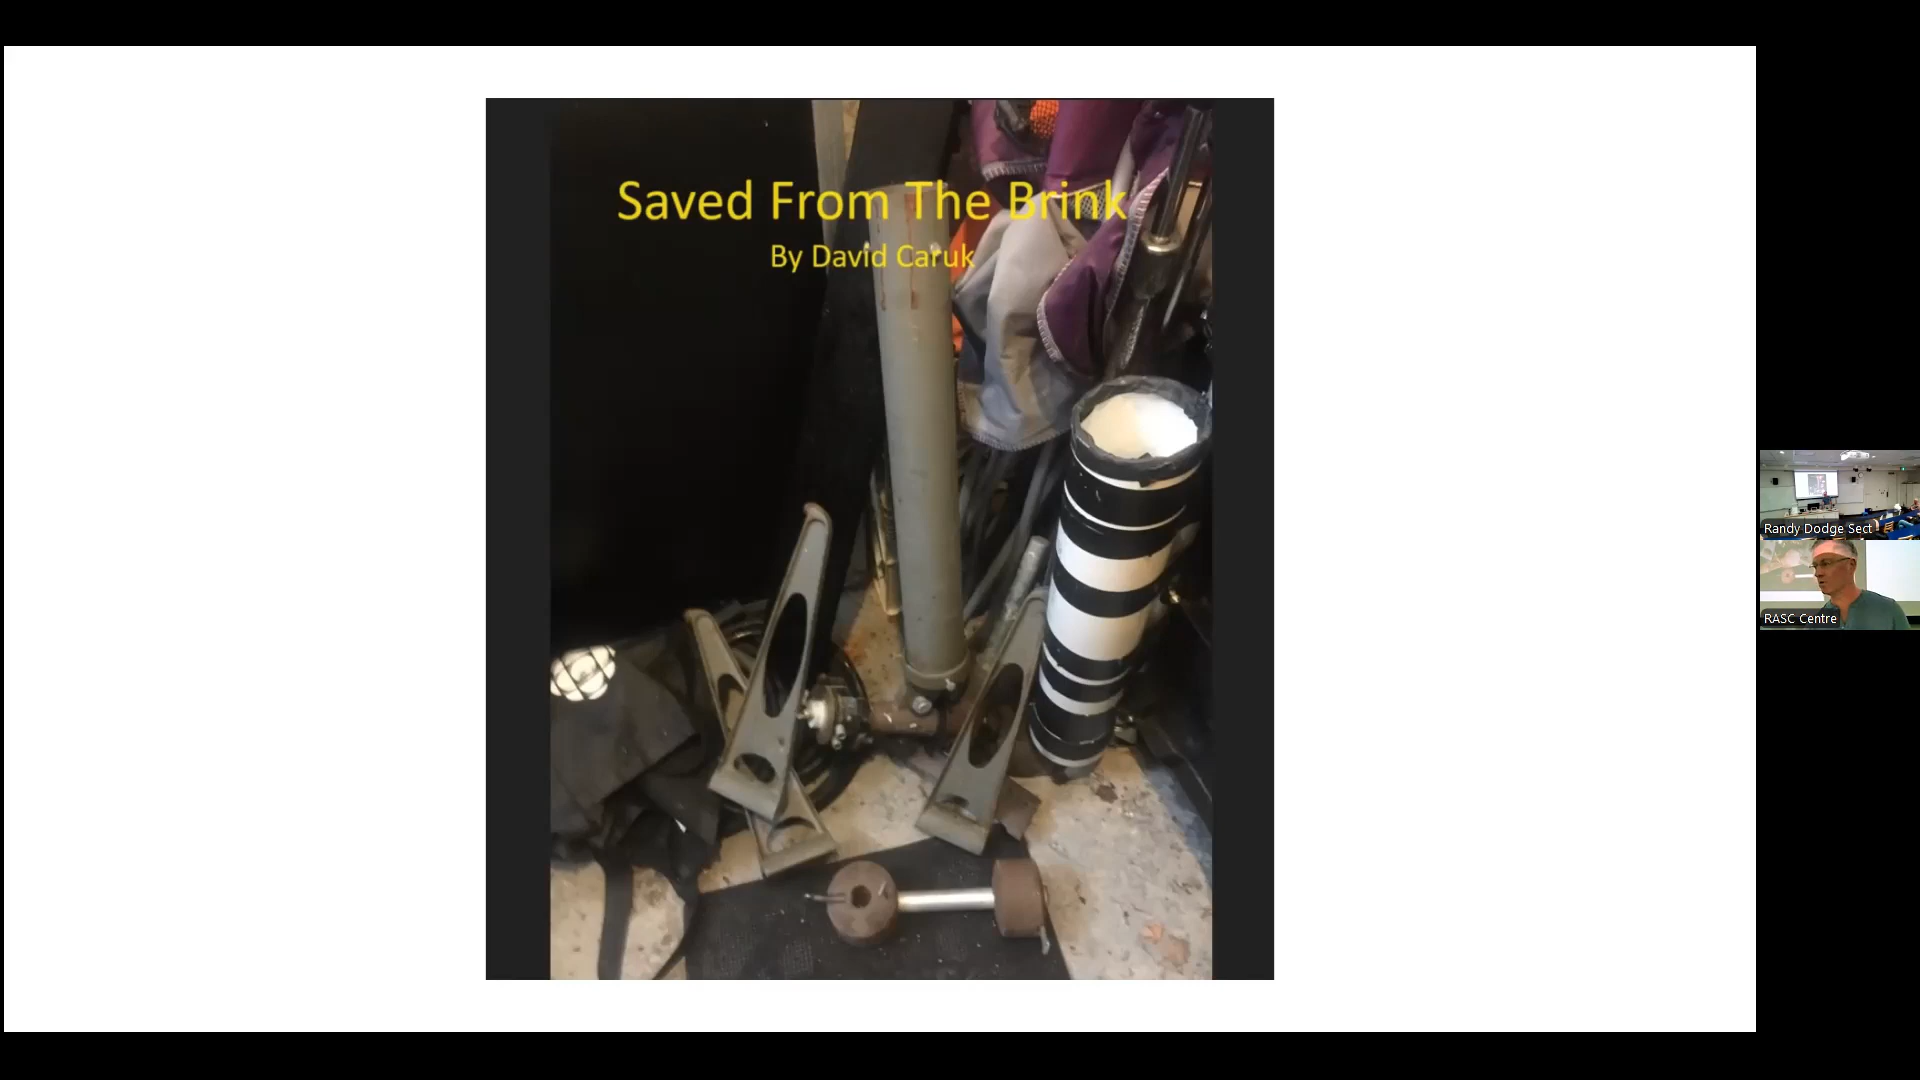 Saved From The Brink
By David Caruk
Randy Dodge Sect
RASC Centre